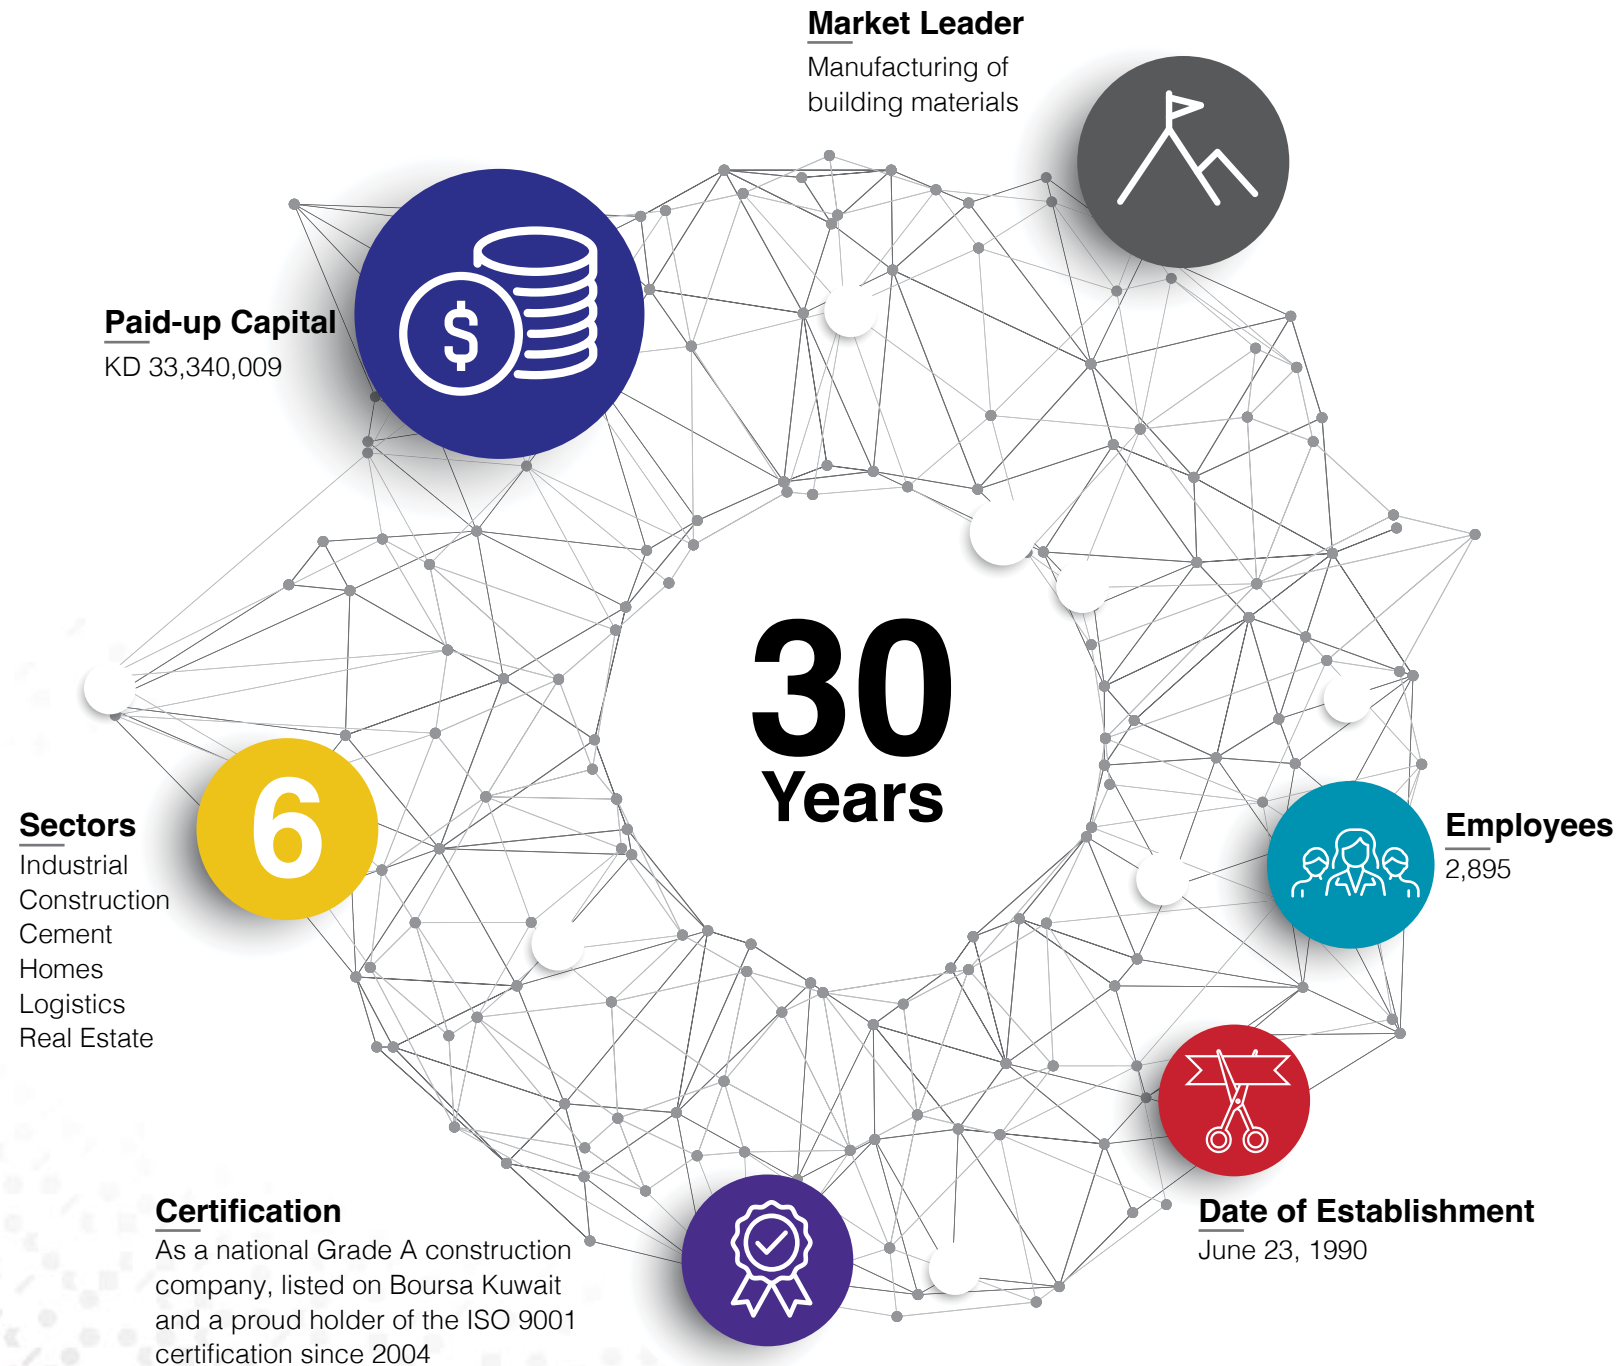 Market Leader
Manufacturing of
building materials
$
Paid-up Capital
KD 33,340,009
30
Years
6
Sectors
Industrial
Construction
Cement
Homes
Logistics
Real Estate
Employees
2,895
Certification
As a national Grade A construction
company, listed on Boursa Kuwait
and a proud holder of the ISO 9001
certification since 2004
Date of Establishment
June 23, 1990